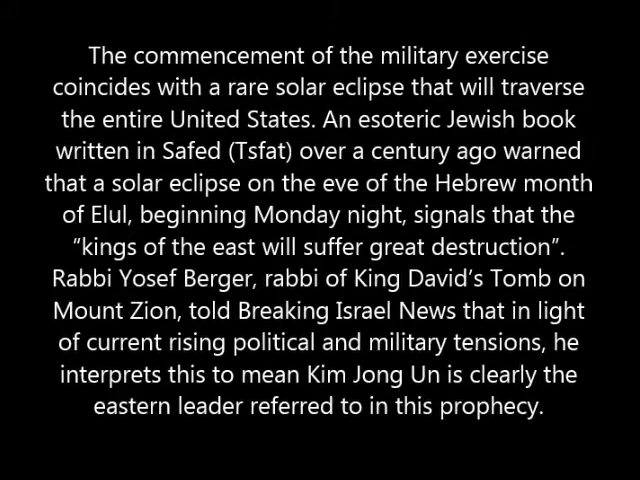 The commencement of the military exercise
coincides with a rare solar eclipse that will traverse
the entire United States. An esoteric Jewish book
written in Safed (Tsfat) over a century ago warned
that a solar eclipse on the eve of the Hebrew month
of Elul, beginning Monday night, signals that the
“kings of the east will suffer great destruction”.
Rabbi Yosef Berger, rabbi of King David’s Tomb on
Mount Zion, told Breaking Israel News that in light
of current rising political and military tensions, he
interprets this to mean Kim Jong Un is clearly the
eastern leader referred to in this prophecy.